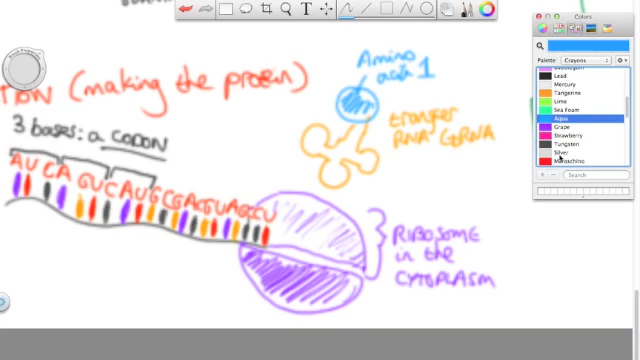 (making the protein)
3 bases: a CODON
AUCAGUCAUGCGACGUAGCU
Amino
acid 1
transfer
RNA (tRNA
RIBOSOME
in the
CYTOPLASM
Colors
Palette: Crayons
Lead
Mercury
Tangerine
Lime
Sea Foam
Aqua
Grape
Strawberry
Tungsten
Silver
Maraschino
Search